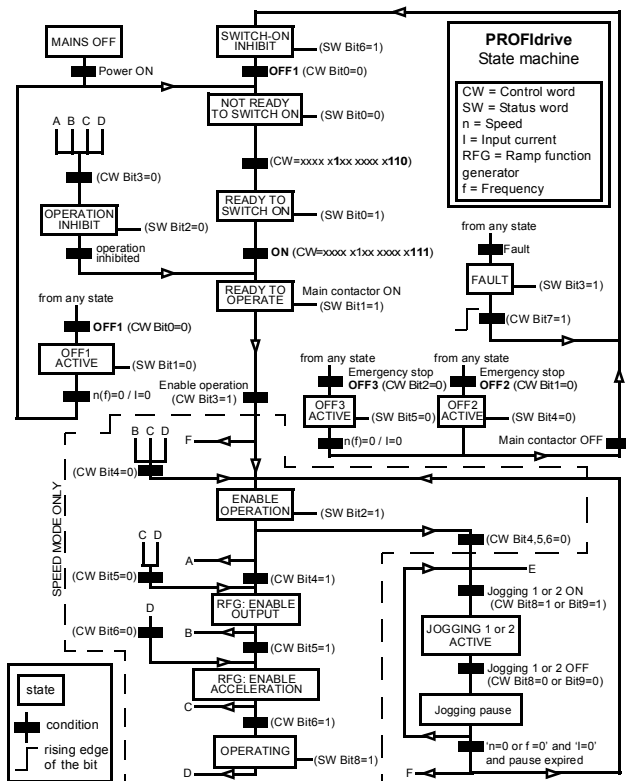 MAINS OFF
Power ON
SWITCH-ON
INHIBIT
(SW Bit6=1)
OFF1 (CW Bit0=0)
NOT READY
TO SWITCH ON
(SW Bit0=0)
PROFIdrive
State machine
CW = Control word
SW = Status word
n = Speed
I = Input current
RFG = Ramp function
generator
f = Frequency
A B C D
(CW Bit3=0)
OPERATION
INHIBIT
(SW Bit2=0)
operation
inhibited
(CW=xxxx x1xx xxxx x110)
READY TO
SWITCH ON
(SW Bit0=1)
ON (CW=xxxx x1xx xxxx x111)
READY TO
OPERATE
Main contactor ON
(SW Bit1=1)
from any state
Fault
FAULT
(SW Bit3=1)
(CW Bit7=1)
from any state
OFF1 (CW Bit0=0)
OFF1
ACTIVE
(SW Bit1=0)
n(f)=0 / I=0
Enable operation
(CW Bit3=1)
from any state
Emergency stop
OFF3 (CW Bit2=0)
OFF3
ACTIVE
(SW Bit5=0)
n(f)=0 / I=0
from any state
Emergency stop
OFF2 (CW Bit1=0)
OFF2
ACTIVE
(SW Bit4=0)
Main contactor OFF
SPEED MODE ONLY
B C D
(CW Bit4=0)
F
ENABLE
OPERATION
(SW Bit2=1)
C D
(CW Bit5=0)
A
(CW Bit4=1)
RFG: ENABLE
OUTPUT
D
(CW Bit6=0)
B
(CW Bit5=1)
RFG: ENABLE
ACCELERATION
C
(CW Bit6=1)
OPERATING
(SW Bit8=1)
D
(CW Bit4,5,6=0)
E
Jogging 1 or 2 ON
(CW Bit8=1 or Bit9=1)
JOGGING 1 or 2
ACTIVE
Jogging 1 or 2 OFF
(CW Bit8=0 or Bit9=0)
Jogging pause
'n=0 or f =0' and 'I=0'
and pause expired
F
state
condition
rising edge
of the bit